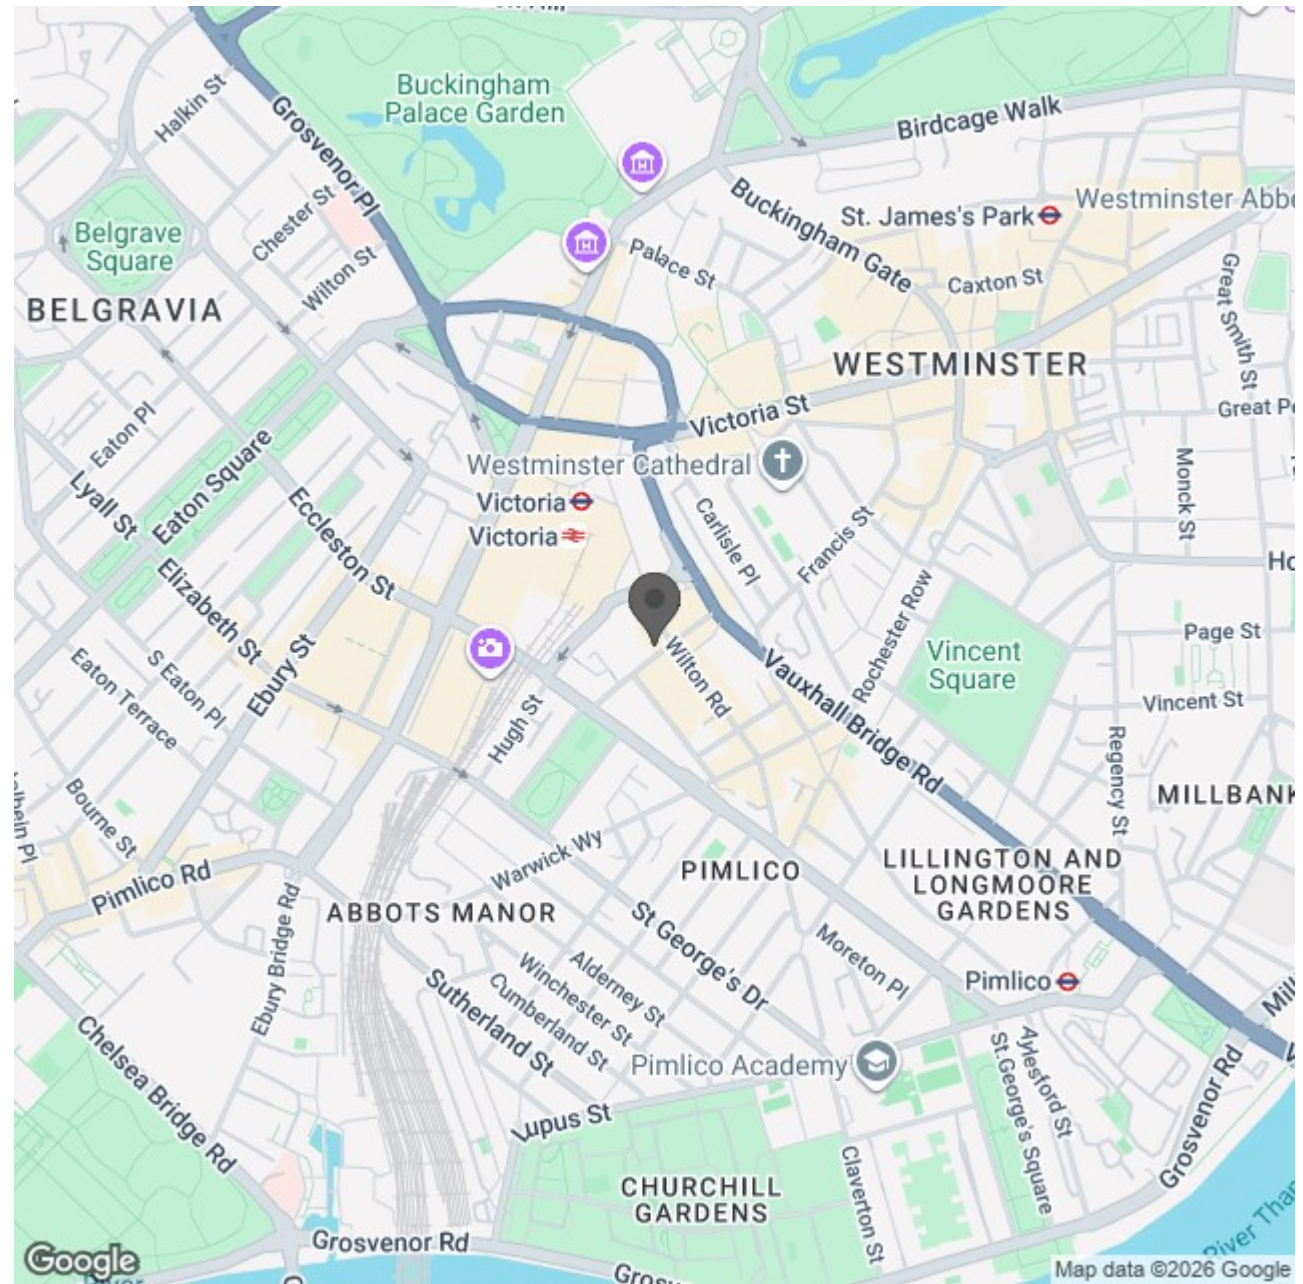 Buckingham
Palace Garden
Halkin St
Grosvenor Pl
Birdcage Walk
Chester St
Belgrave
Square
Wilton St
Buckingham Gate
St. James's Park
Westminster Abbe
Palace St
Caxton St
Great Smith St
BELGRAVIA
WESTMINSTER
Victoria St
Great Pe
Eaton Pl
Eaton Square
Lyall St
Westminster Cathedral
Victoria
Victoria
Eccleston St
Carlisle Pl
Francis St
Monck St
Ho
Elizabeth St
Rochester Row
Page St
Vincent
Square
Vincent St
Eaton Terrace
S Eaton Pl
Ebury St
Hugh St
Wilton Rd
Vauxhall Bridge Rd
Regency St
MILLBANK
Bourne St
Pimlico Rd
Warwick Wy
PIMLICO
LILLINGTON AND
LONGMOORE
GARDENS
ABBOTS MANOR
Ebury Bridge Rd
St George's Dr
Moreton Pl
Alderney St
Winchester St
Cumberland St
Sutherland St
Pimlico
Chelsea Bridge Rd
Pimlico Academy
Aylesford St
St.George's Square
Grosvenor Rd
Lupus St
Claverton St
CHURCHILL
GARDENS
Grosvenor Rd
River Than
Google
Map data ©2026 Google